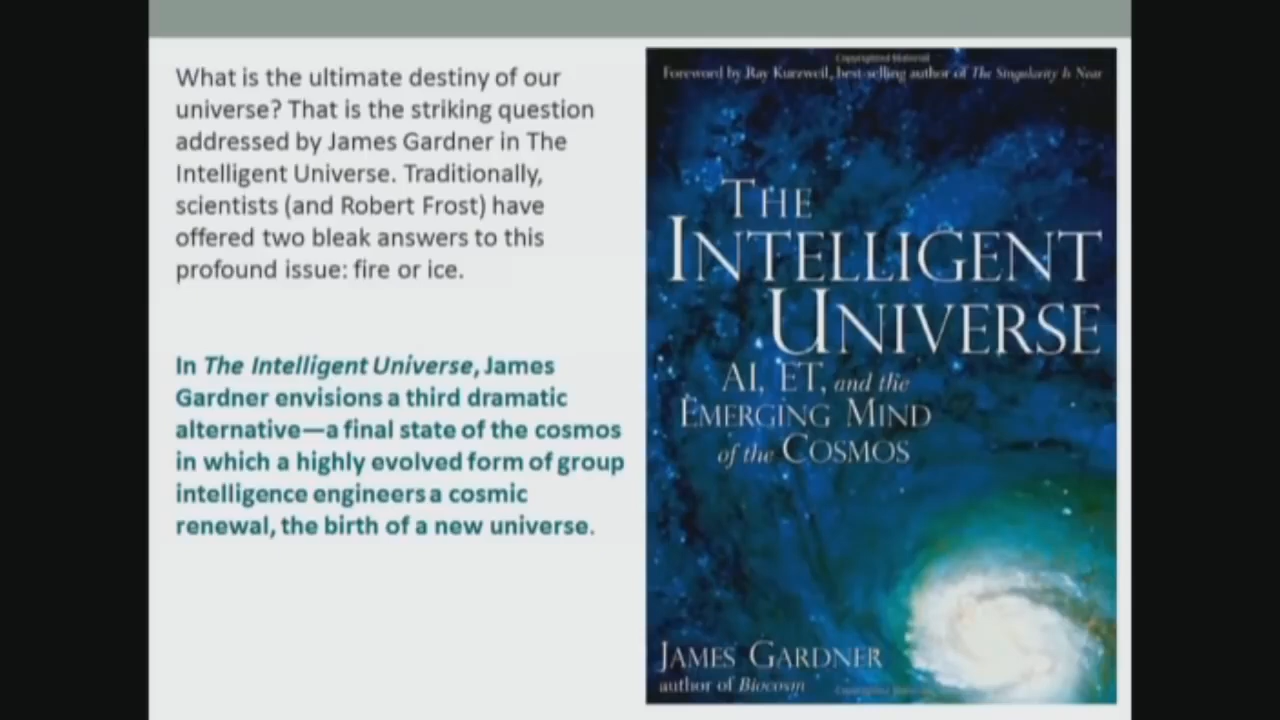 What is the ultimate destiny of our
universe? That is the striking question
addressed by James Gardner in The
Intelligent Universe. Traditionally,
scientists (and Robert Frost) have
offered two bleak answers to this
profound issue: fire or ice.
In The Intelligent Universe, James
Gardner envisions a third dramatic
alternative—a final state of the cosmos
in which a highly evolved form of group
intelligence engineers a cosmic
renewal, the birth of a new universe.
Copyrighted Material
Foreword by Ray Kurzweil, best-selling author of The Singularity Is Near
THE
INTELLIGENT
UNIVERSE
AI, ET, and the
EMERGING MIND
of the COSMOS
JAMES GARDNER
author of Biocosm
Copyrighted Material